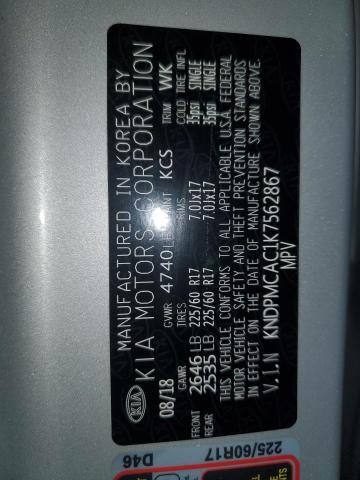 MANUFACTURED IN KOREA BY
KIA MOTORS CORPORATION
KIA
08/18 GVWR 4740LB PAINT KCS TRIM WK
GAWR TIRES RIMS COLD TIRE INFL
FRONT 2646 LB 225/60 R17 7.0Jx17 35psi SINGLE
REAR 2535 LB 225/60 R17 7.0Jx17 35psi SINGLE
THIS VEHICLE CONFORMS TO ALL APPLICABLE U.S.A. FEDERAL
MOTOR VEHICLE SAFETY AND THEFT PREVENTION STANDARDS
IN EFFECT ON THE DATE OF MANUFACTURE SHOWN ABOVE.
V.I.N KNDPMCAC1K7562867
MPV
D46 225/60R17